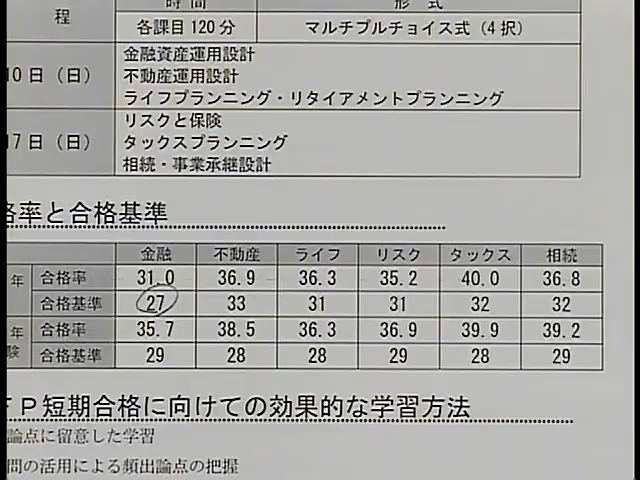 時 間 形 式
程 各課目 120 分 マルチプルチョイス式（4 択）
10 日（日） 金融資産運用設計
不動産運用設計
ライフプランニング・リタイアメントプランニング
17 日（日） リスクと保険
タックスプランニング
相続・事業承継設計
格率と合格基準
金融 不動産 ライフ リスク タックス 相続
年 合格率 31.0 36.9 36.3 35.2 40.0 36.8
合格基準 27 33 31 31 32 32
年 合格率 35.7 38.5 36.3 36.9 39.9 39.2
験 合格基準 29 28 28 29 28 29
ＦＰ短期合格に向けての効果的な学習方法
論点に留意した学習
問の活用による頻出論点の把握